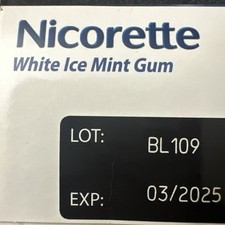 Nicorette
White Ice Mint Gum
LOT: BL109
EXP: 03/2025